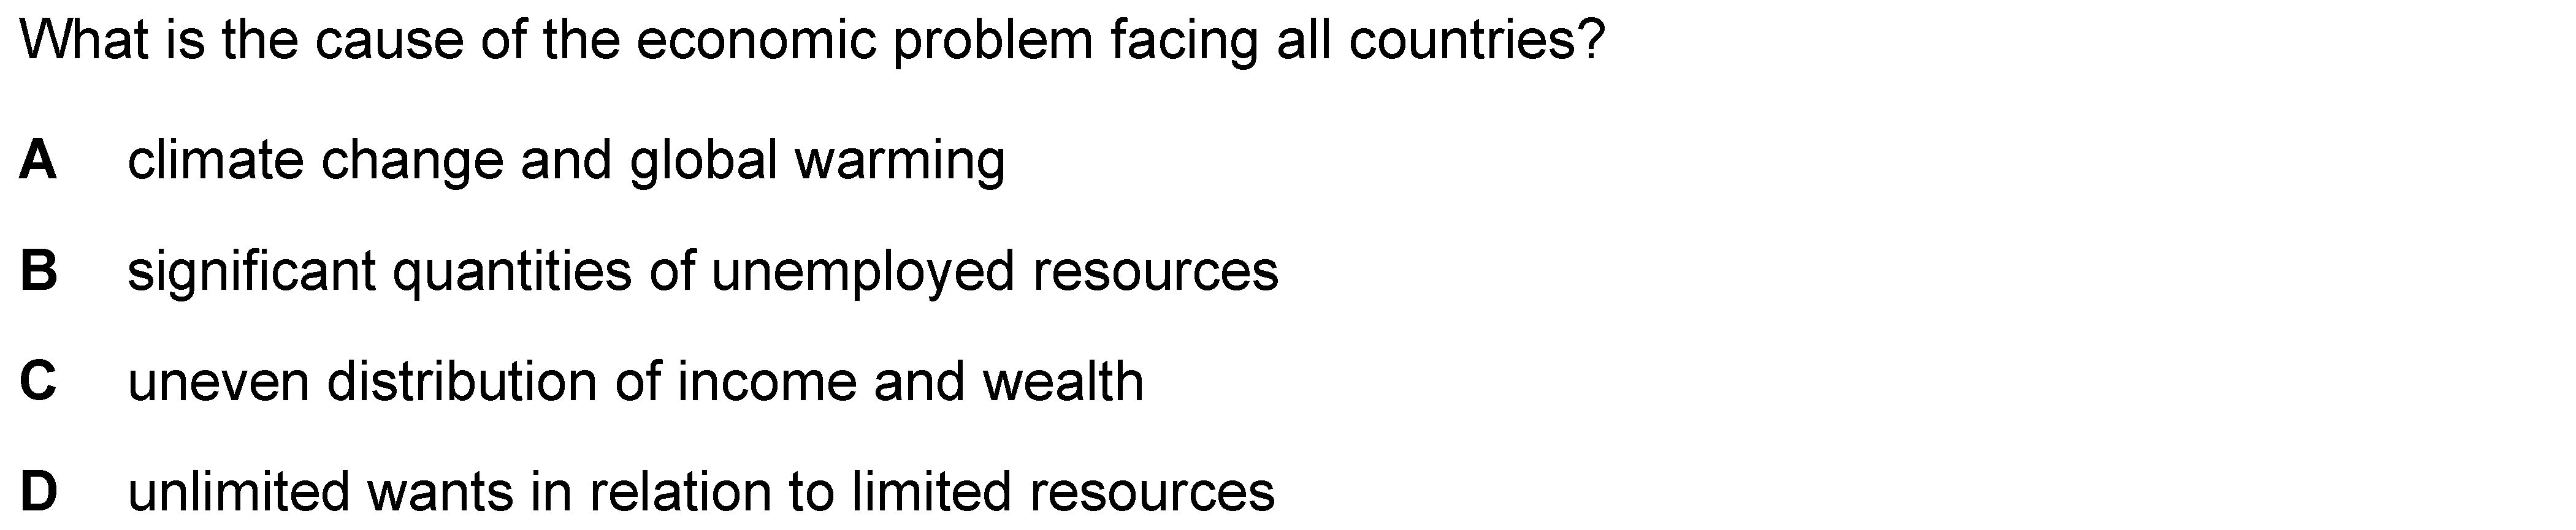 What is the cause of the economic problem facing all countries?
A climate change and global warming
B significant quantities of unemployed resources
C uneven distribution of income and wealth
D unlimited wants in relation to limited resources